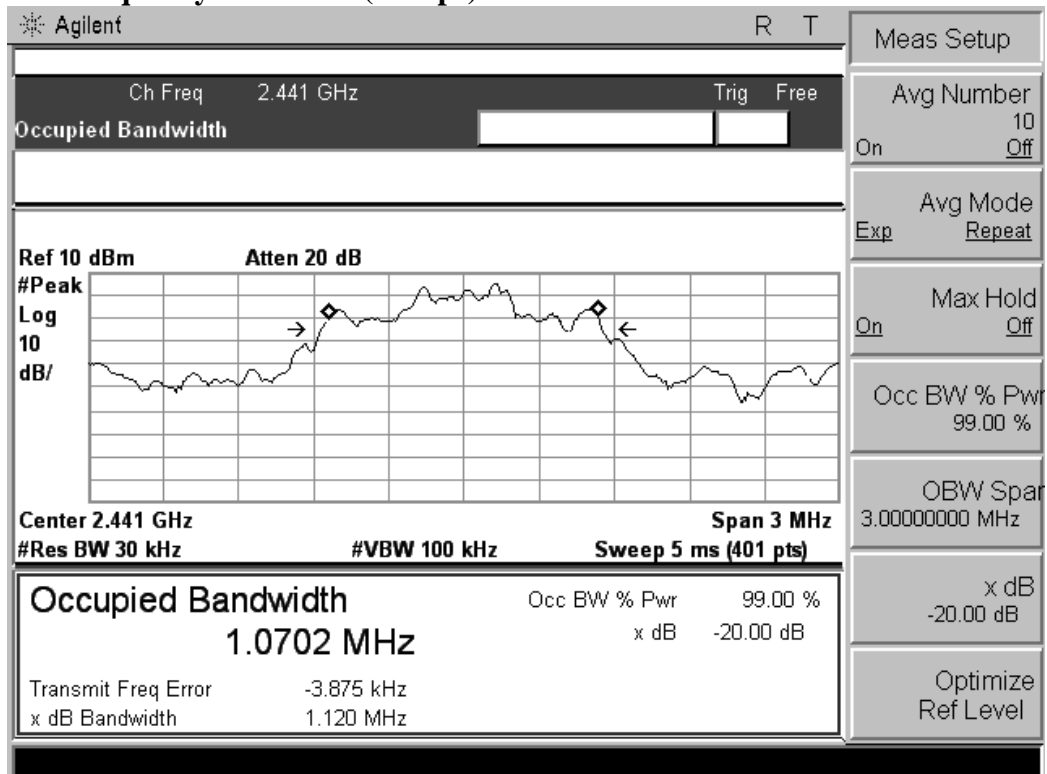 Agilent R T
Ch Freq 2.441 GHz Trig Free
Occupied Bandwidth
Ref 10 dBm Atten 20 dB
#Peak
Log
10
dB/
Center 2.441 GHz Span 3 MHz
#Res BW 30 kHz #VBW 100 kHz Sweep 5 ms (401 pts)
Occupied Bandwidth
1.0702 MHz
Occ BW % Pwr 99.00 %
x dB -20.00 dB
Transmit Freq Error -3.875 kHz
x dB Bandwidth 1.120 MHz
Meas Setup
Avg Number
10
On Off
Avg Mode
Exp Repeat
Max Hold
On Off
Occ BW % Pwr
99.00 %
OBW Span
3.00000000 MHz
x dB
-20.00 dB
Optimize
Ref Level